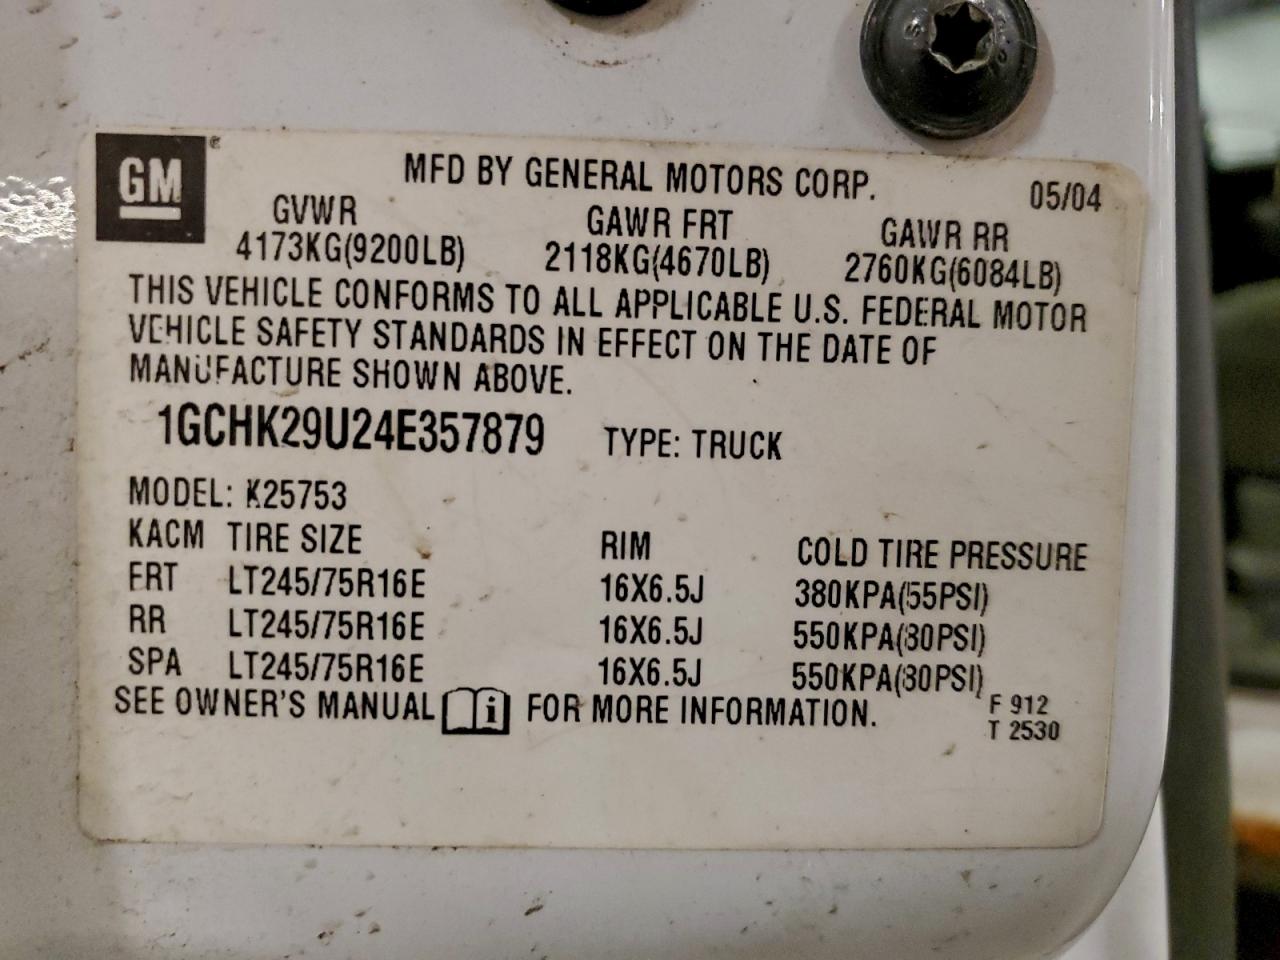 GM
MFD BY GENERAL MOTORS CORP. 05/04
GVWR GAWR FRT GAWR RR
4173KG(9200LB) 2118KG(4670LB) 2760KG(6084LB)
THIS VEHICLE CONFORMS TO ALL APPLICABLE U.S. FEDERAL MOTOR
VEHICLE SAFETY STANDARDS IN EFFECT ON THE DATE OF
MANUFACTURE SHOWN ABOVE.
1GCHK29U24E357879 TYPE: TRUCK
MODEL: K25753
KACM TIRE SIZE RIM COLD TIRE PRESSURE
FRT LT245/75R16E 16X6.5J 380KPA(55PSI)
RR LT245/75R16E 16X6.5J 550KPA(80PSI)
SPA LT245/75R16E 16X6.5J 550KPA(80PSI)
SEE OWNER'S MANUAL i FOR MORE INFORMATION.
F 912
T 2530